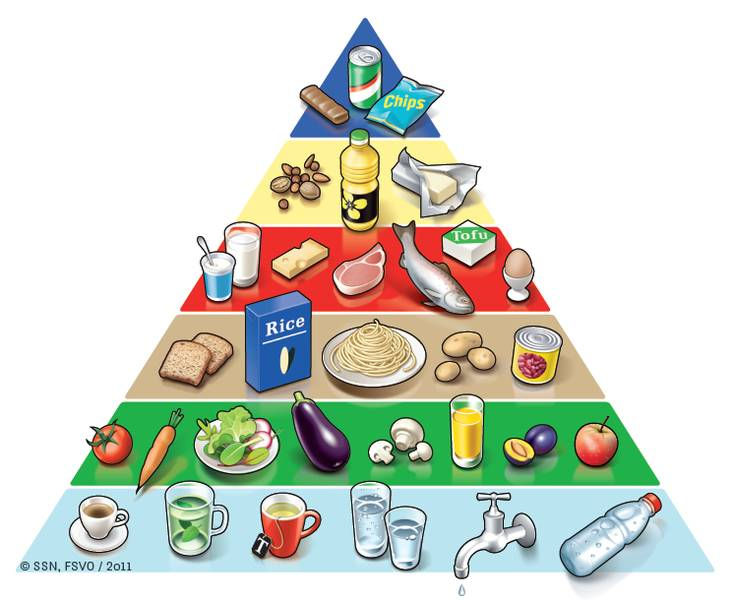 Chips
Tofu
Rice
T
© SSN, FSVO / 2011